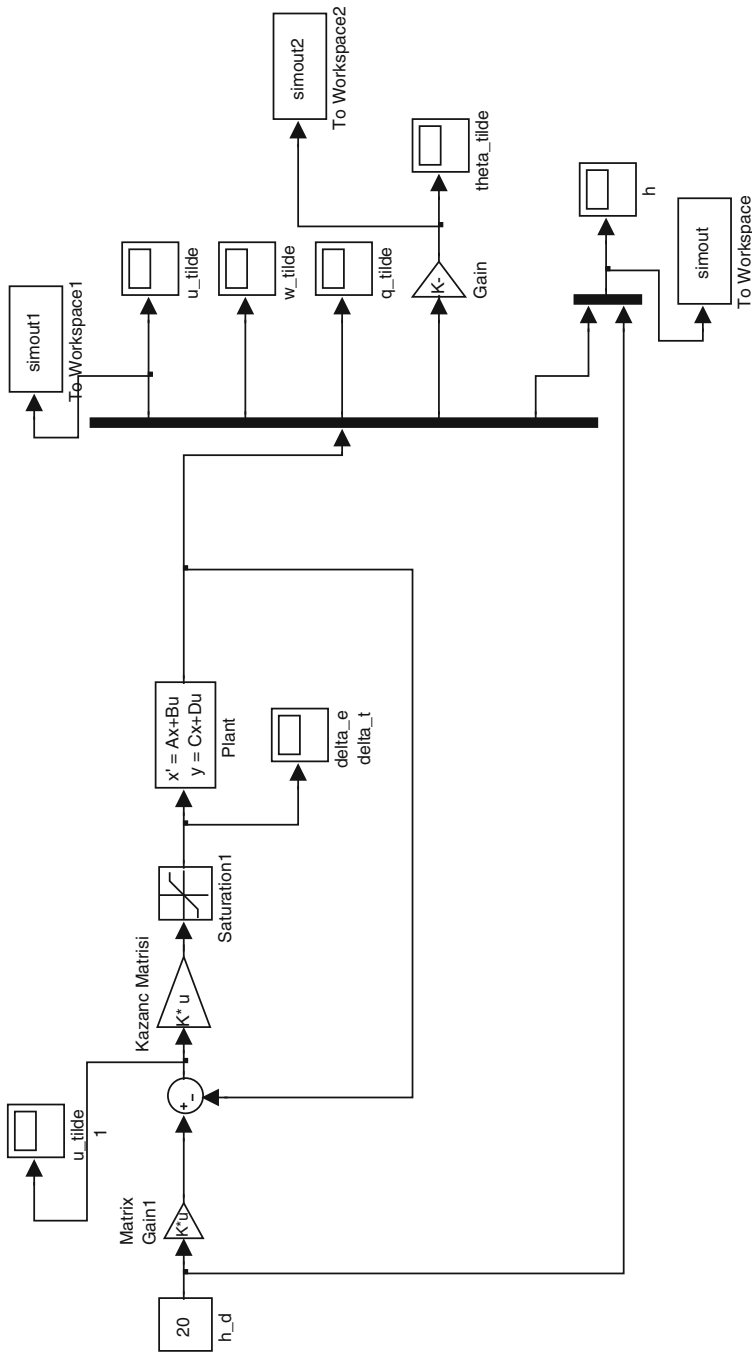 20
h_d
K*u
Matrix
Gain1
u_tilde
1
+
-
K* u
Kazanc Matrisi
Saturation1
x' = Ax+Bu
y = Cx+Du
Plant
delta_e
delta_t
simout1
To Workspace1
u_tilde
w_tilde
q_tilde
K-
Gain
theta_tilde
simout2
To Workspace2
h
simout
To Workspace